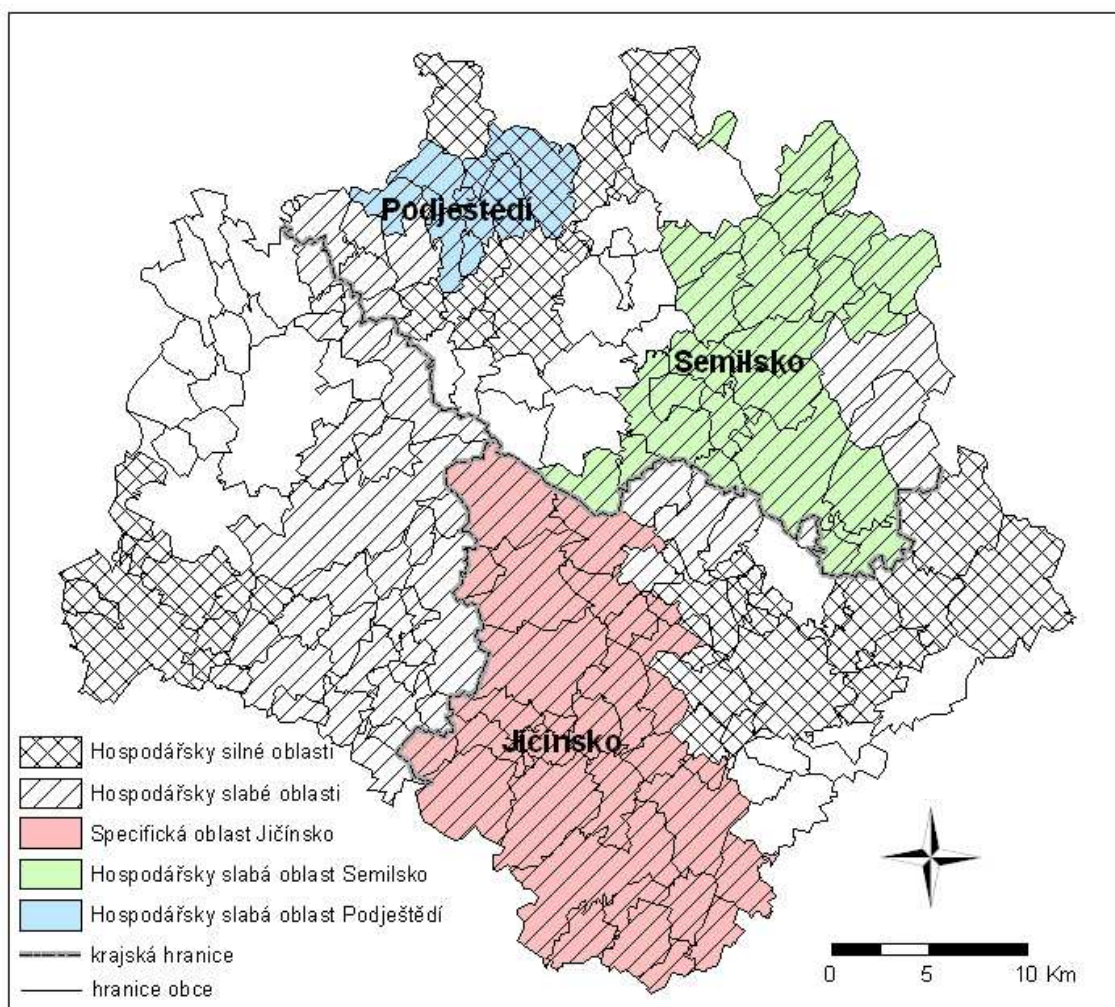 Podještědí
Semilsko
Jičínsko
Hospodářsky silné oblasti
Hospodářsky slabé oblasti
Specifická oblast Jičínsko
Hospodářsky slabá oblast Semilsko
Hospodářsky slabá oblast Podještědí
krajská hranice
hranice obce
0 5 10 Km